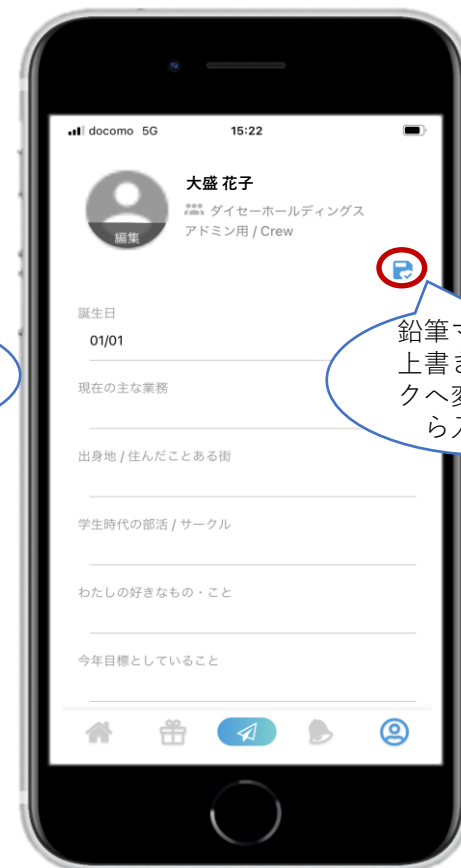 docomo 5G 15:22
大盛 花子
ダイセーホールディングス
アドミン用 / Crew
編集
誕生日
01/01
鉛筆マ
上書き
クへ変
ら入
現在の主な業務
出身地 / 住んだことある街
学生時代の部活 / サークル
わたしの好きなもの・こと
今年目標としていること